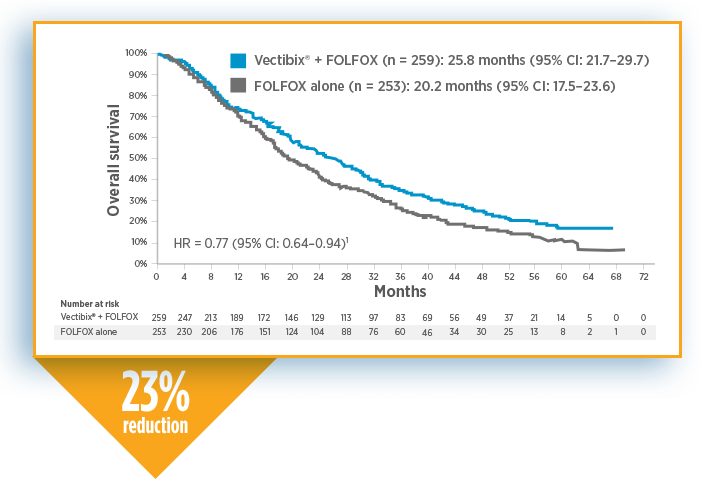 Vectibix® + FOLFOX (n = 259): 25.8 months (95% CI: 21.7–29.7)
FOLFOX alone (n = 253): 20.2 months (95% CI: 17.5–23.6)
Overall survival
100%
90%
80%
70%
60%
50%
40%
30%
20%
10%
0%
HR = 0.77 (95% CI: 0.64–0.94)¹
0 4 8 12 16 20 24 28 32 36 40 44 48 52 56 60 64 68 72
Months
Number at risk
Vectibix® + FOLFOX 259 247 213 189 172 146 129 113 97 83 69 56 49 37 21 14 5 0 0
FOLFOX alone 253 230 206 176 151 124 104 88 76 60 46 34 30 25 13 8 2 1 0
23%
reduction